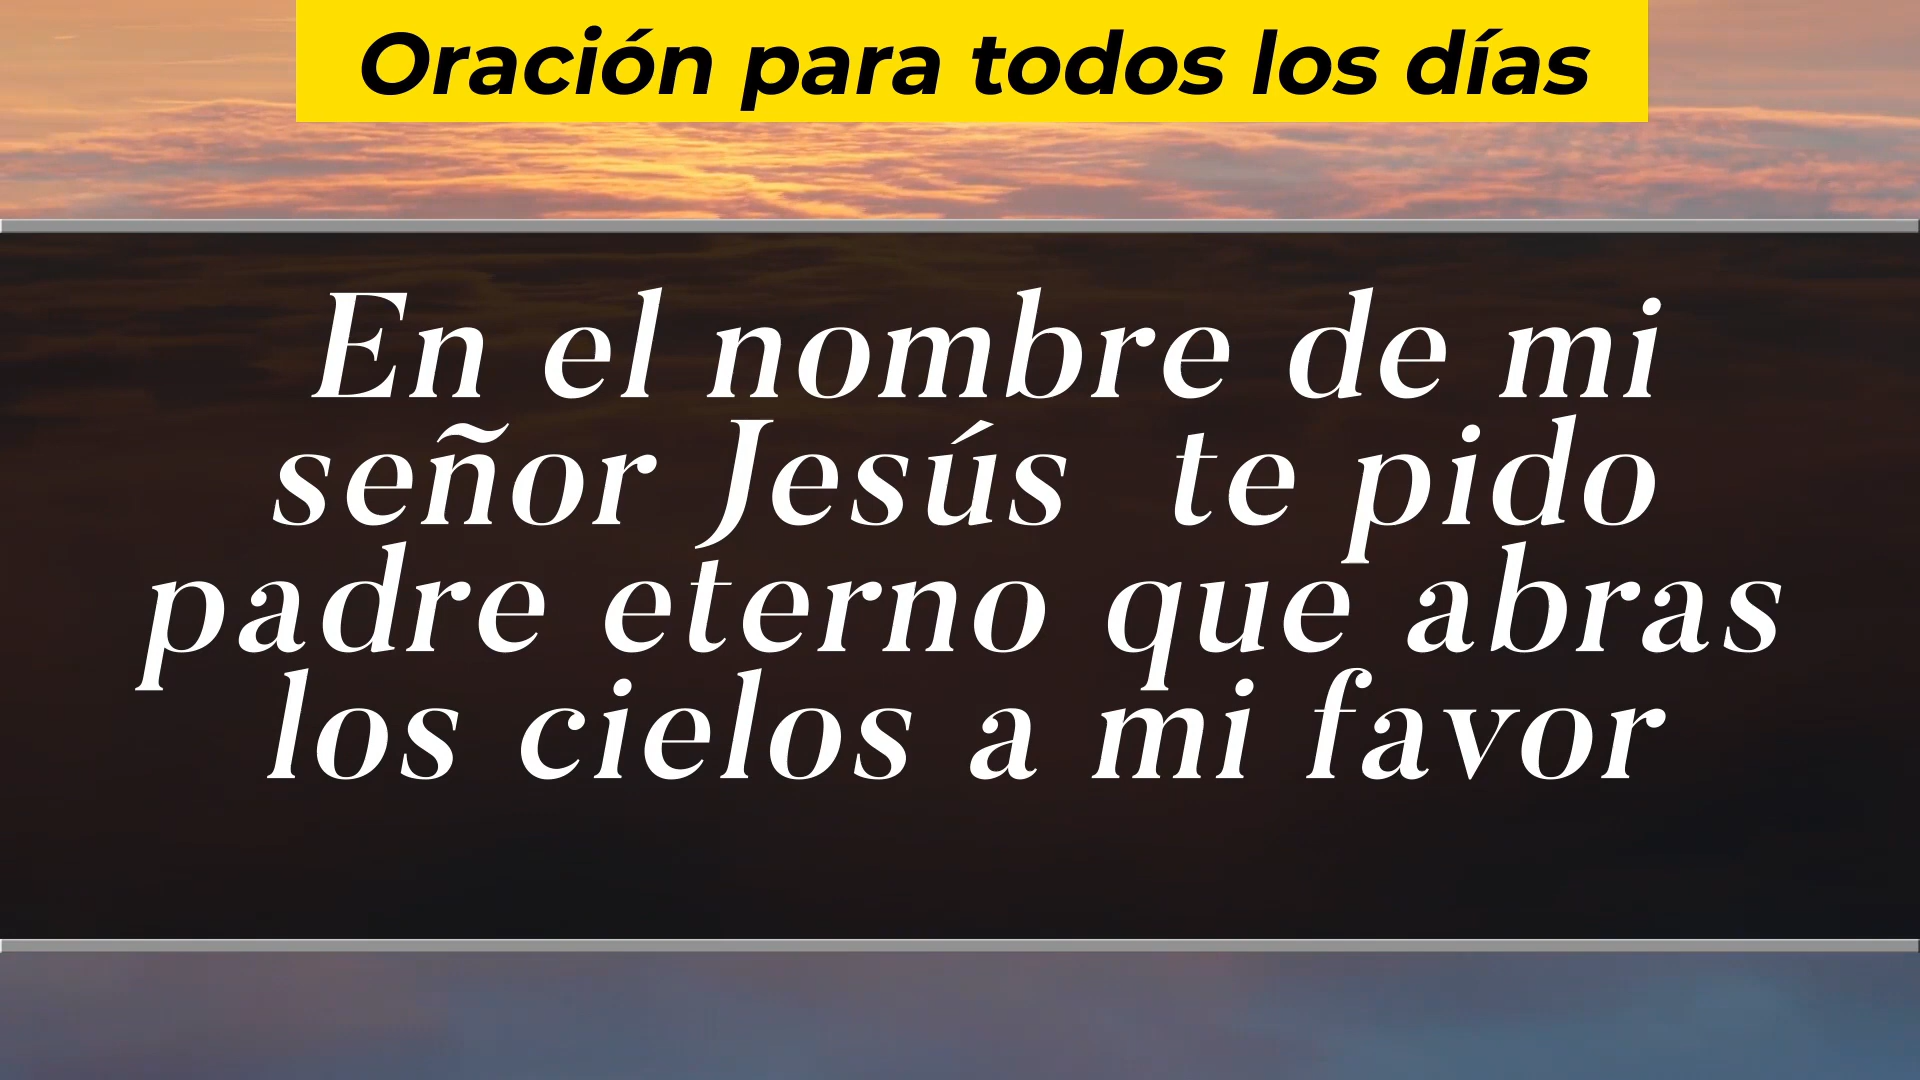 Oración para todos los días
En el nombre de mi
señor Jesús  te pido
padre eterno que abras
los cielos a mi favor